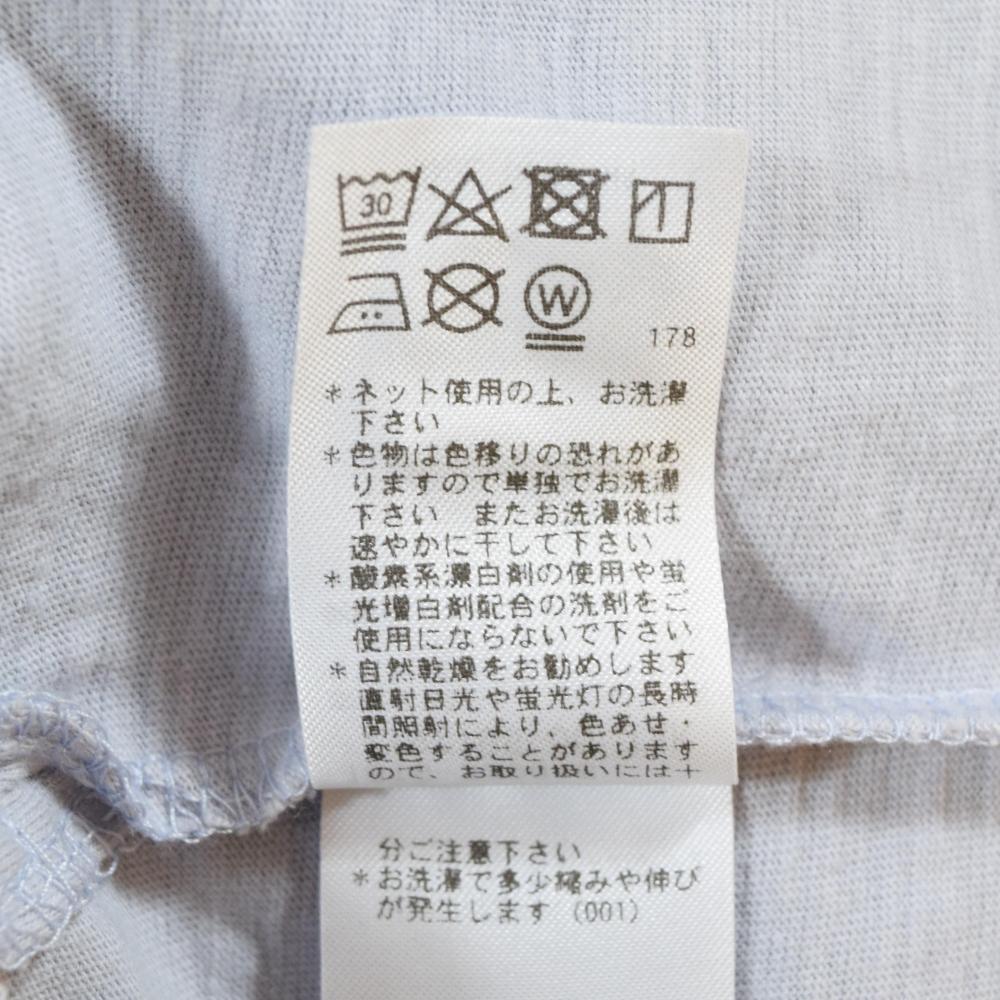 30
W
178
*ネット使用の上、お洗濯
下さい
*色物は色移りの恐れがあ
りますので単独でお洗濯
下さい　またお洗濯後は
速やかに干して下さい
*酸素系漂白剤の使用や蛍
光増白剤配合の洗剤をご
使用にならないで下さい
*自然乾燥をお勧めします
直射日光や蛍光灯の長時
間照射により、色あせ・
変色することがあります
ので、お取り扱いには十
分ご注意下さい
*お洗濯で多少縮みや伸び
が発生します（001）